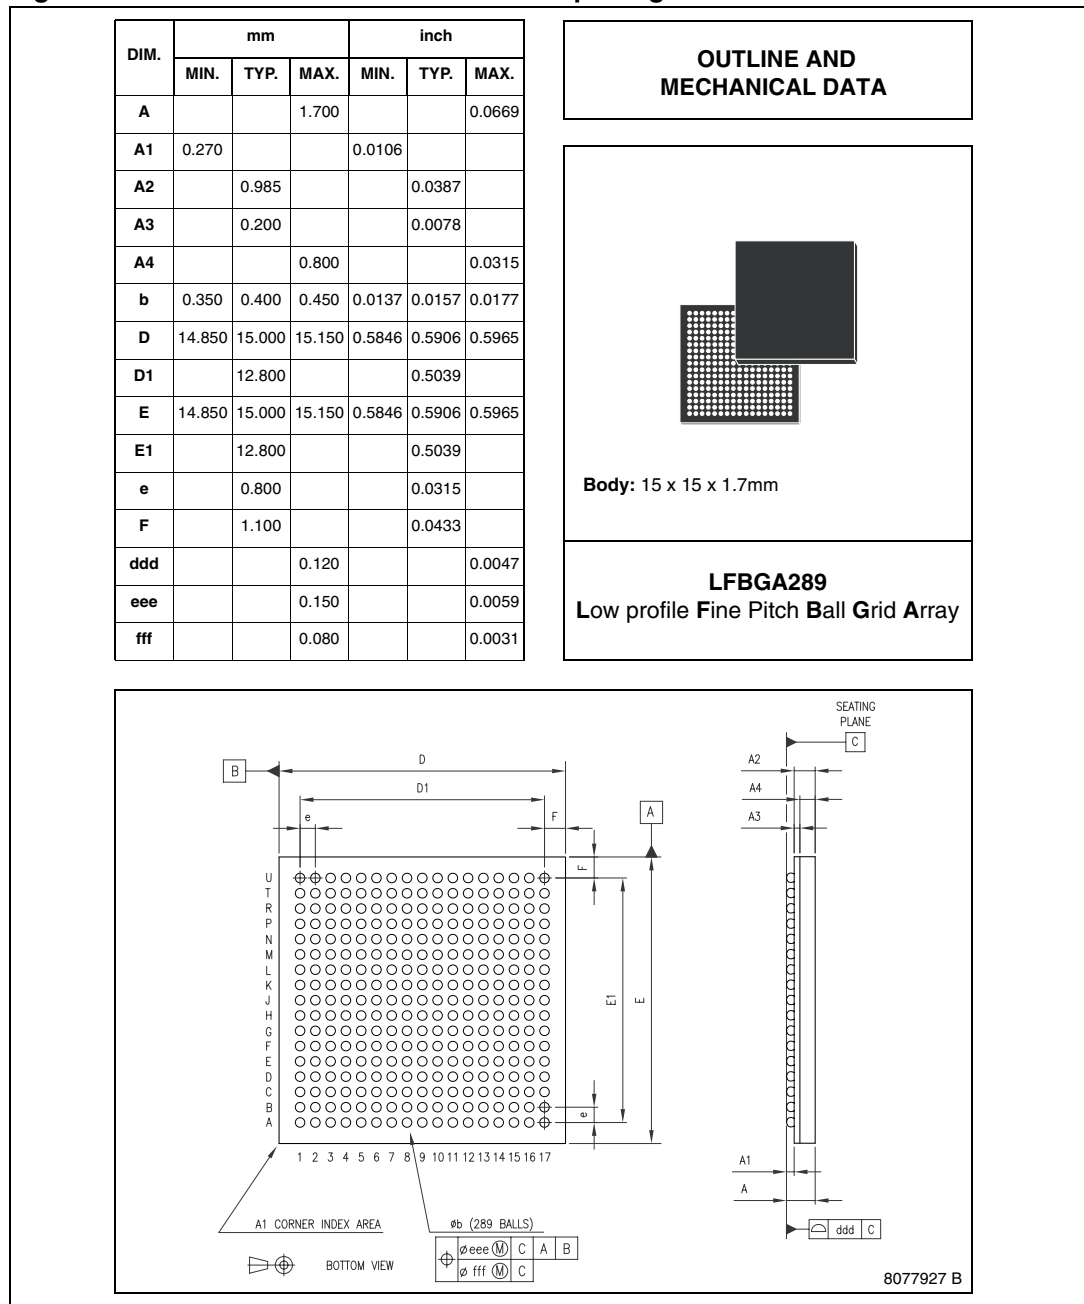 DIM. mm inch
MIN. TYP. MAX. MIN. TYP. MAX.
A 1.700 0.0669
A1 0.270 0.0106
A2 0.985 0.0387
A3 0.200 0.0078
A4 0.800 0.0315
b 0.350 0.400 0.450 0.0137 0.0157 0.0177
D 14.850 15.000 15.150 0.5846 0.5906 0.5965
D1 12.800 0.5039
E 14.850 15.000 15.150 0.5846 0.5906 0.5965
E1 12.800 0.5039
e 0.800 0.0315
F 1.100 0.0433
ddd 0.120 0.0047
eee 0.150 0.0059
fff 0.080 0.0031
OUTLINE AND
MECHANICAL DATA
Body: 15 x 15 x 1.7mm
LFBGA289
Low profile Fine Pitch Ball Grid Array
SEATING
PLANE
C
B
D
D1
e
F
A
F
A2
A4
A3
U
T
R
P
N
M
L
K
J
H
G
F
E
D
C
B
A
E1
E
e
1 2 3 4 5 6 7 8 9 10 11 12 13 14 15 16 17
A1
A
ddd C
A1 CORNER INDEX AREA
øb (289 BALLS)
ø eee Ⓜ C A B
ø fff Ⓜ C
BOTTOM VIEW
8077927 B